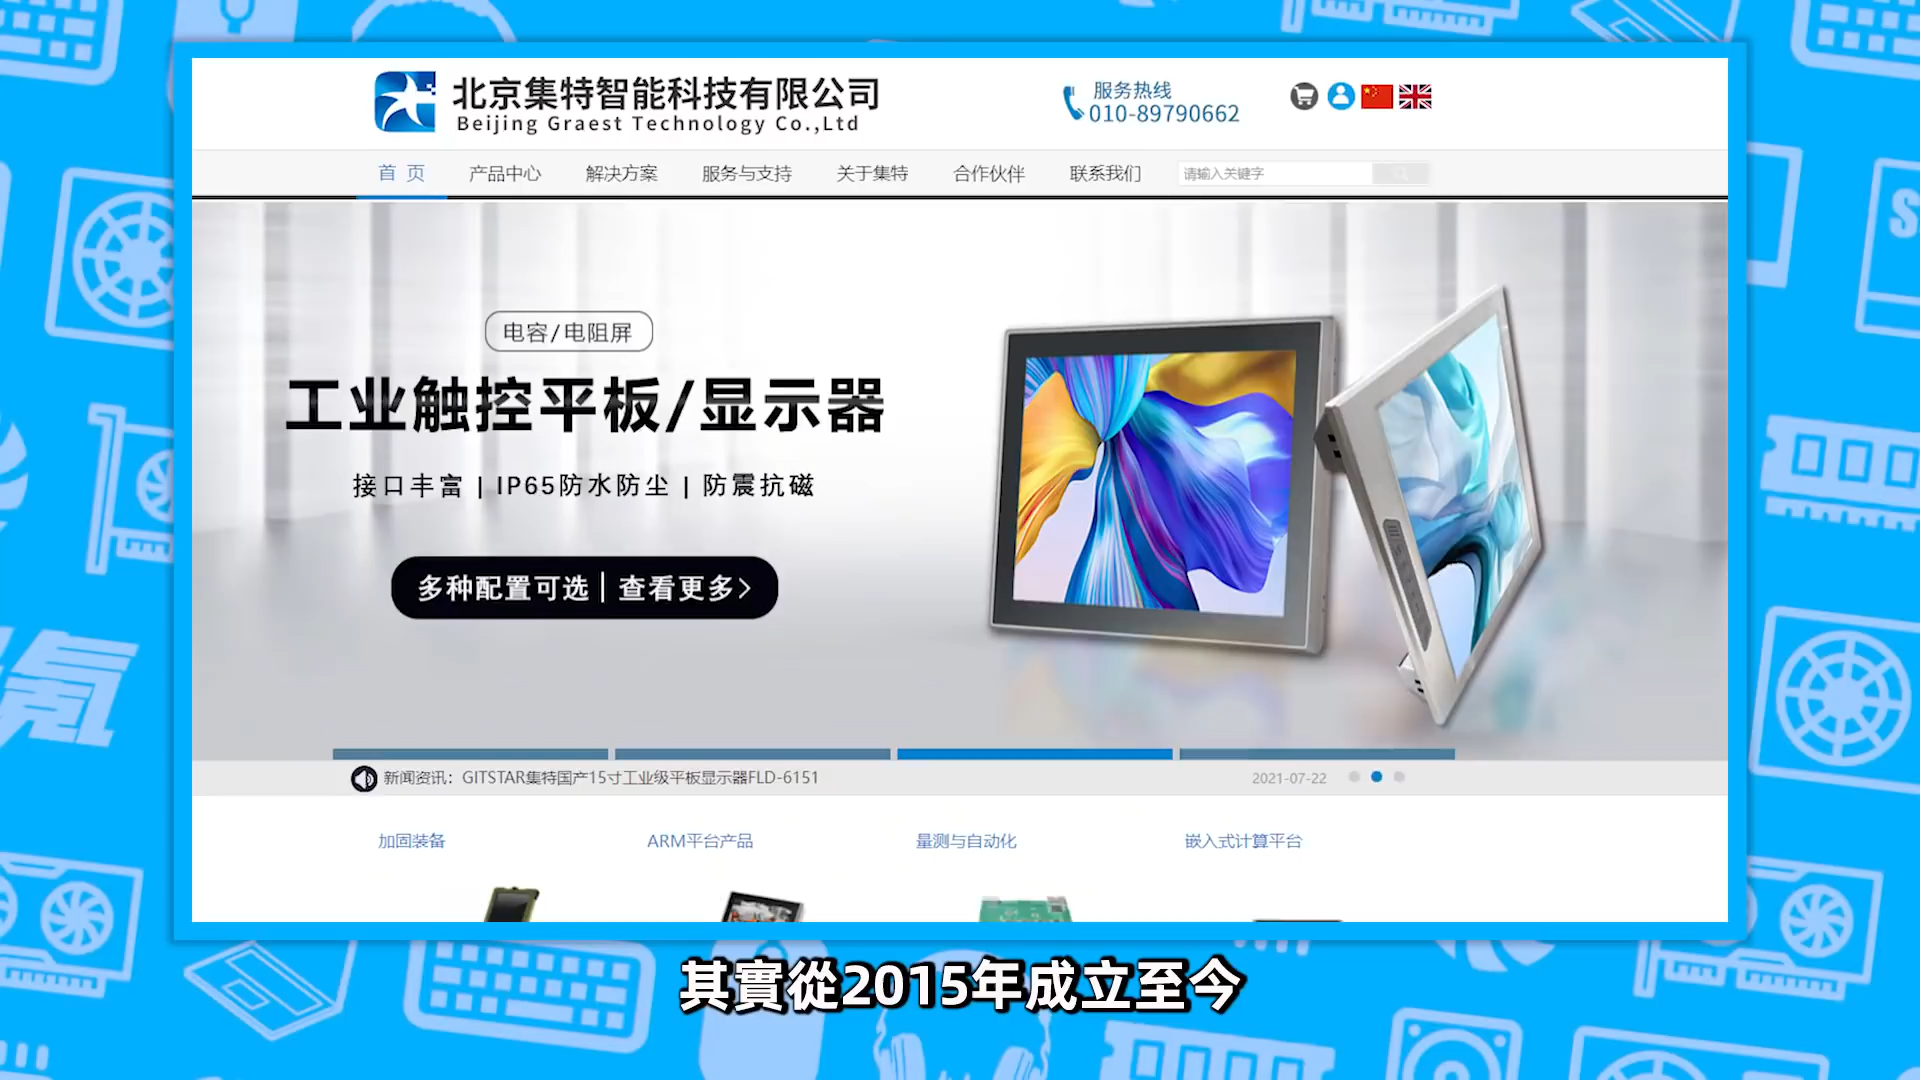 北京集特智能科技有限公司
Beijing Graest Technology Co.,Ltd
服务热线
010-89790662
首 页 产品中心 解决方案 服务与支持 关于集特 合作伙伴 联系我们 请输入关键字
电容/电阻屏
工业触控平板/显示器
接口丰富 | IP65防水防尘 | 防震抗磁
多种配置可选 | 查看更多>
新闻资讯：GITSTAR集特国产15寸工业级平板显示器FLD-6151 2021-07-22
加固装备 ARM平台产品 量测与自动化 嵌入式计算平台
其實從2015年成立至今